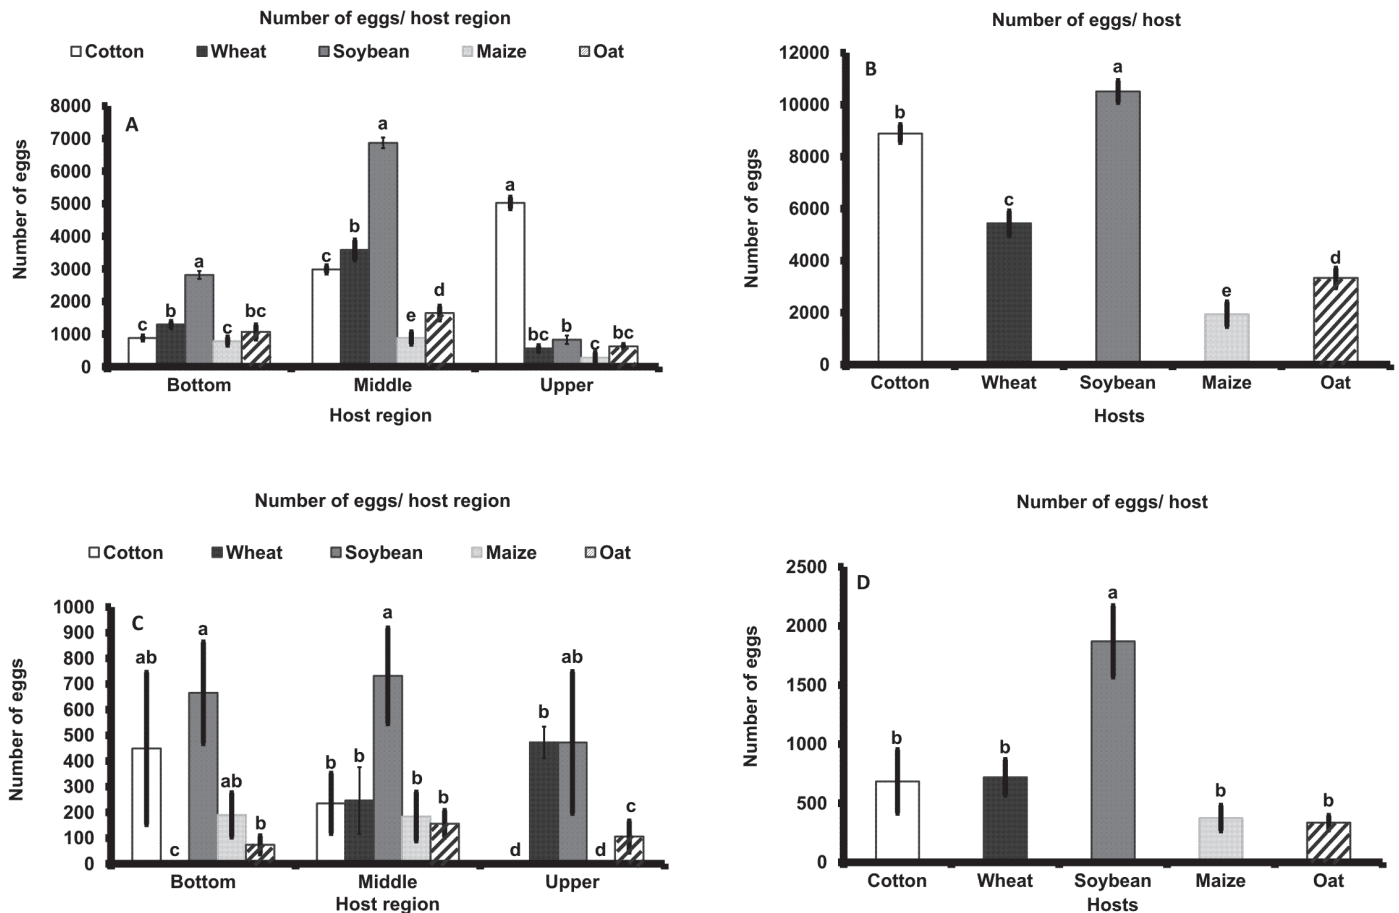 Number of eggs/ host region
Cotton Wheat Soybean Maize Oat
A
Number of eggs
8000
7000
6000
5000
4000
3000
2000
1000
0
c b a c bc
c b a e d
a bc b c bc
Bottom Middle Upper
Host region
Number of eggs/ host
B
Number of eggs
12000
10000
8000
6000
4000
2000
0
b c a e d
Cotton Wheat Soybean Maize Oat
Hosts
Number of eggs/ host region
Cotton Wheat Soybean Maize Oat
C
Number of eggs
1000
900
800
700
600
500
400
300
200
100
0
ab c a ab b
b b a b b
d b ab d c
Bottom Middle Upper
Host region
Number of eggs/ host
D
Number of eggs
2500
2000
1500
1000
500
0
b b a b b
Cotton Wheat Soybean Maize Oat
Hosts